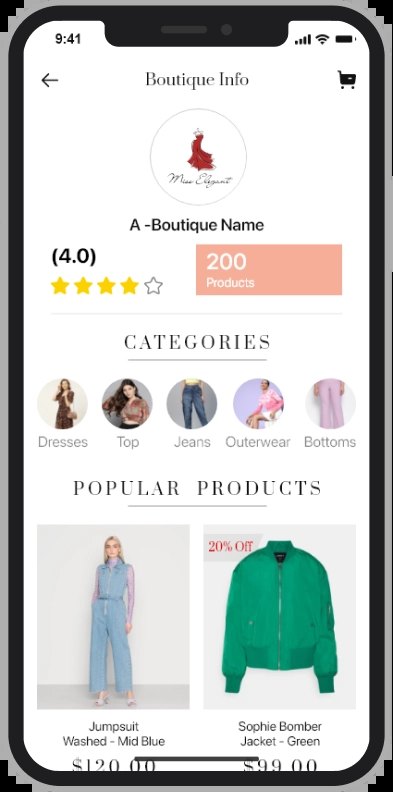 9:41
Boutique Info
Miss Elegant
A -Boutique Name
(4.0)
200
Products
CATEGORIES
Dresses Top Jeans Outerwear Bottoms
POPULAR PRODUCTS
20% Off
Jumpsuit
Washed - Mid Blue
Sophie Bomber
Jacket - Green
$120.00 $99.00